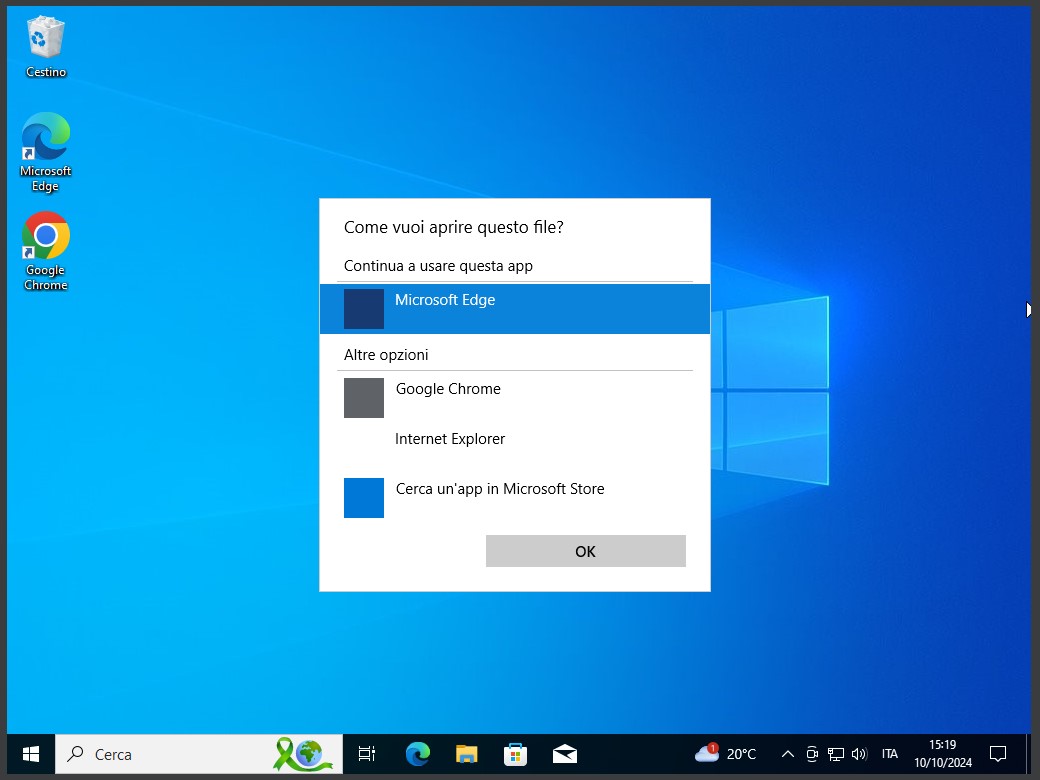 Cestino
Microsoft
Edge
Google
Chrome
Come vuoi aprire questo file?
Continua a usare questa app
Microsoft Edge
Altre opzioni
Google Chrome
Internet Explorer
Cerca un'app in Microsoft Store
OK
Cerca
1
20°C
ITA
15:19
10/10/2024